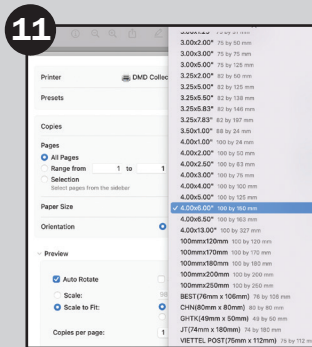 11
Printer
DMD Collec
Presets
Copies
Pages
All Pages
Range from 1 to 1
Selection
Select pages from the sidebar
Paper Size
Orientation
Preview
Auto Rotate
Scale:
Scale to Fit:
Copies per page: 1
3.00x2.00" 75 by 50 mm
3.00x3.00" 75 by 75 mm
3.00x5.00" 75 by 125 mm
3.25x2.00" 82 by 50 mm
3.25x5.00" 82 by 125 mm
3.25x5.50" 82 by 138 mm
3.25x5.83" 82 by 146 mm
3.25x7.83" 82 by 197 mm
3.50x1.00" 88 by 24 mm
4.00x1.00" 100 by 24 mm
4.00x2.00" 100 by 50 mm
4.00x2.50" 100 by 63 mm
4.00x3.00" 100 by 75 mm
4.00x4.00" 100 by 100 mm
4.00x5.00" 100 by 125 mm
✓ 4.00x6.00" 100 by 150 mm
4.00x6.50" 100 by 163 mm
4.00x13.00" 100 by 327 mm
100mmx120mm 100 by 120 mm
100mmx170mm 100 by 170 mm
100mmx180mm 100 by 180 mm
100mmx200mm 100 by 200 mm
100mmx250mm 100 by 250 mm
BEST(76mm x 106mm) 76 by 106 mm
CHN(80mm x 80mm) 80 by 80 mm
GHTK(49mm x 50mm) 49 by 50 mm
JT(74mm x 180mm) 74 by 180 mm
VIETTEL POST(75mm x 112mm) 75 by 112 m